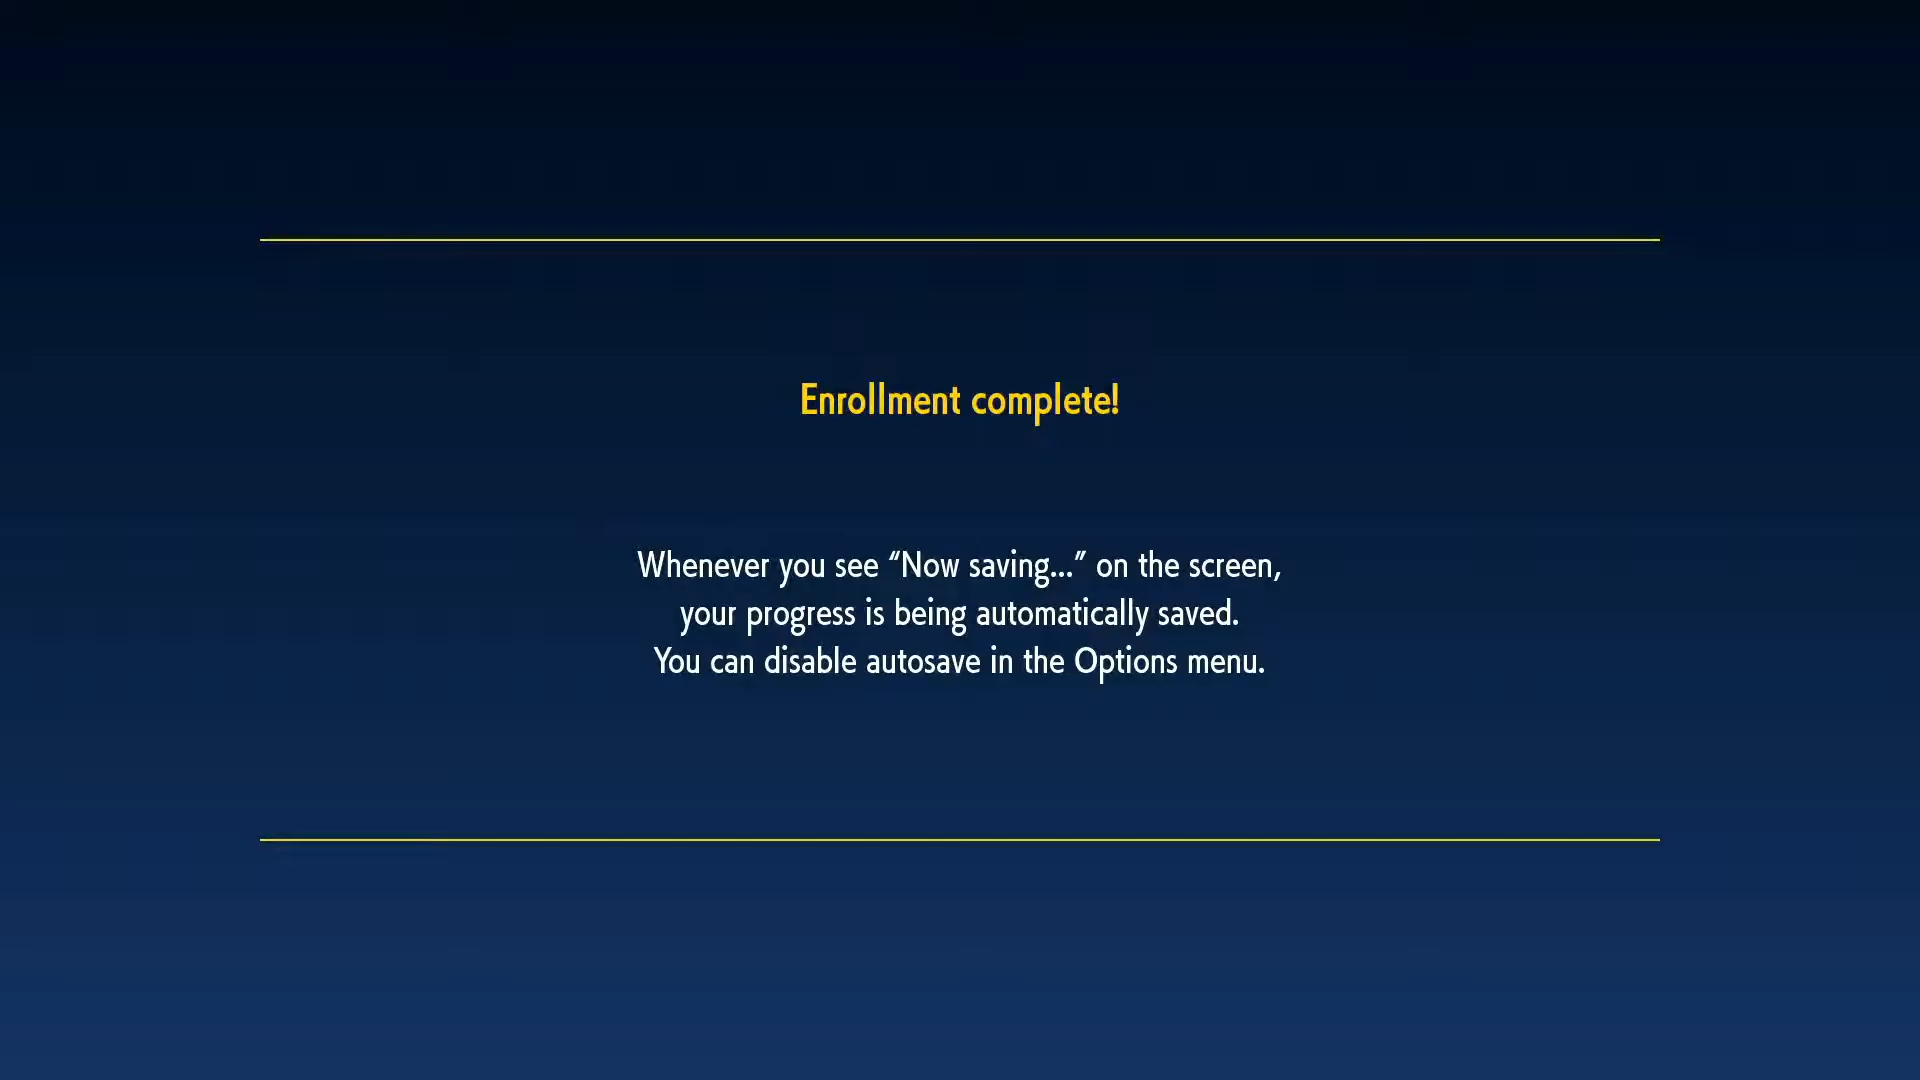 Enrollment complete!
Whenever you see “Now saving...” on the screen,
your progress is being automatically saved.
You can disable autosave in the Options menu.